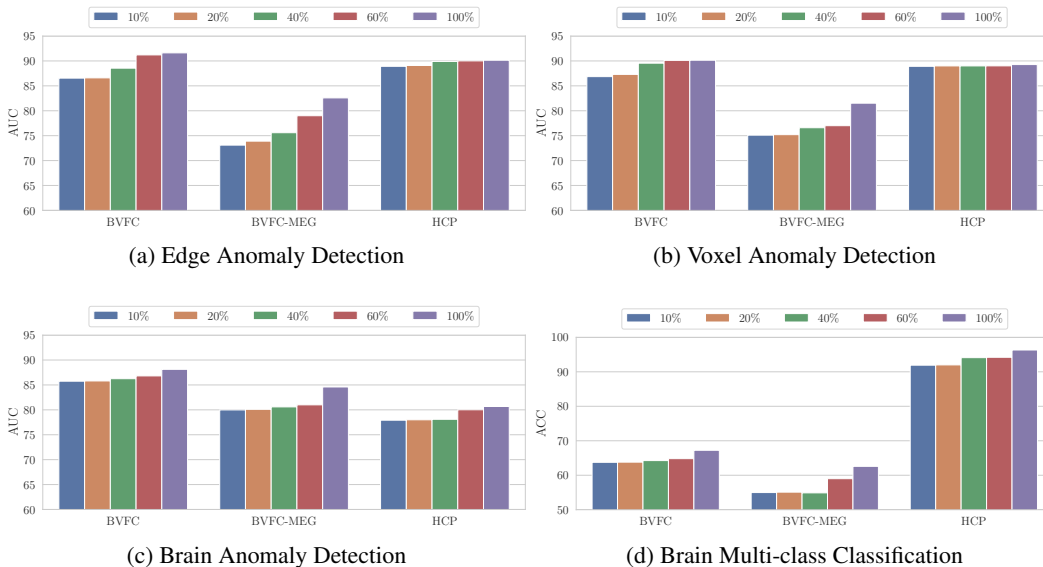 10% 20% 40% 60% 100%
95
90
85
80
75
70
65
60
AUC
BVFC BVFC-MEG HCP
(a) Edge Anomaly Detection
10% 20% 40% 60% 100%
95
90
85
80
75
70
65
60
AUC
BVFC BVFC-MEG HCP
(b) Voxel Anomaly Detection
10% 20% 40% 60% 100%
95
90
85
80
75
70
65
60
AUC
BVFC BVFC-MEG HCP
(c) Brain Anomaly Detection
10% 20% 40% 60% 100%
100
90
80
70
60
50
ACC
BVFC BVFC-MEG HCP
(d) Brain Multi-class Classification